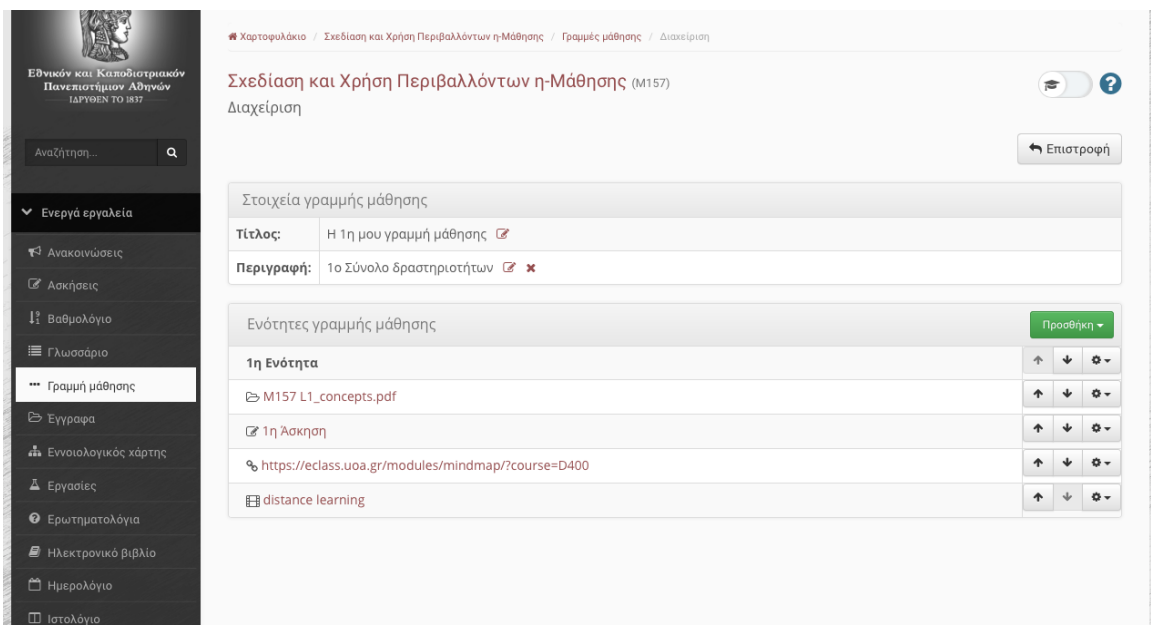 Χαρτοφυλάκιο / Σχεδίαση και Χρήση Περιβαλλόντων η-Μάθησης / Γραμμές μάθησης / Διαχείριση
Εθνικόν και Καποδιστριακόν
Πανεπιστήμιον Αθηνών
ΙΔΡΥΘΕΝ ΤΟ 1837
Αναζήτηση...
Ενεργά εργαλεία
Ανακοινώσεις
Ασκήσεις
Βαθμολόγιο
Γλωσσάριο
Γραμμή μάθησης
Έγγραφα
Εννοιολογικός χάρτης
Εργασίες
Ερωτηματολόγια
Ηλεκτρονικό βιβλίο
Ημερολόγιο
Ιστολόγιο
Σχεδίαση και Χρήση Περιβαλλόντων η-Μάθησης (M157)
Διαχείριση
Επιστροφή
Στοιχεία γραμμής μάθησης
Τίτλος: Η 1η μου γραμμή μάθησης
Περιγραφή: 1ο Σύνολο δραστηριοτήτων
Ενότητες γραμμής μάθησης Προσθήκη
1η Ενότητα
M157 L1_concepts.pdf
1η Άσκηση
https://eclass.uoa.gr/modules/mindmap/?course=D400
distance learning